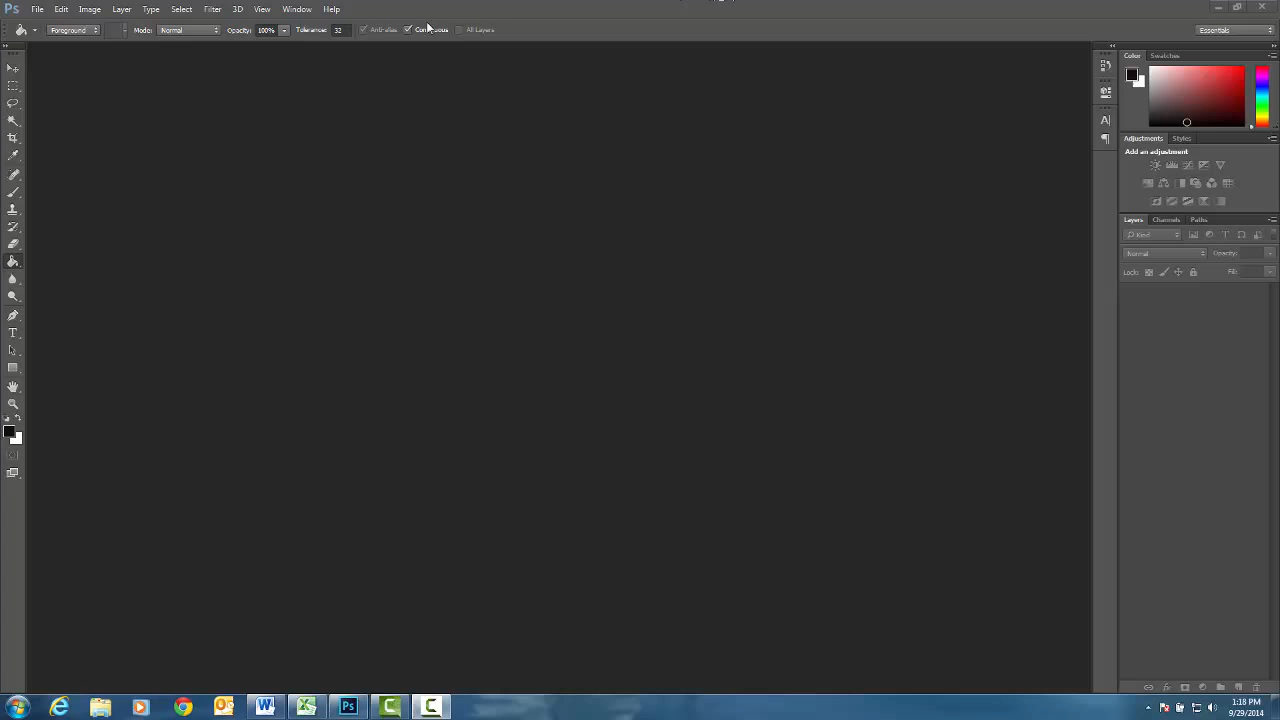 Ps File Edit Image Layer Type Select Filter 3D View Window Help
Foreground Mode: Normal Opacity: 100% Tolerance: 32 Anti-alias Contiguous All Layers Essentials
Color Swatches
Adjustments Styles
Add an adjustment
Layers Channels Paths
Kind
Normal Opacity:
Lock: Fill:
Ps
1:18 PM
9/29/2014